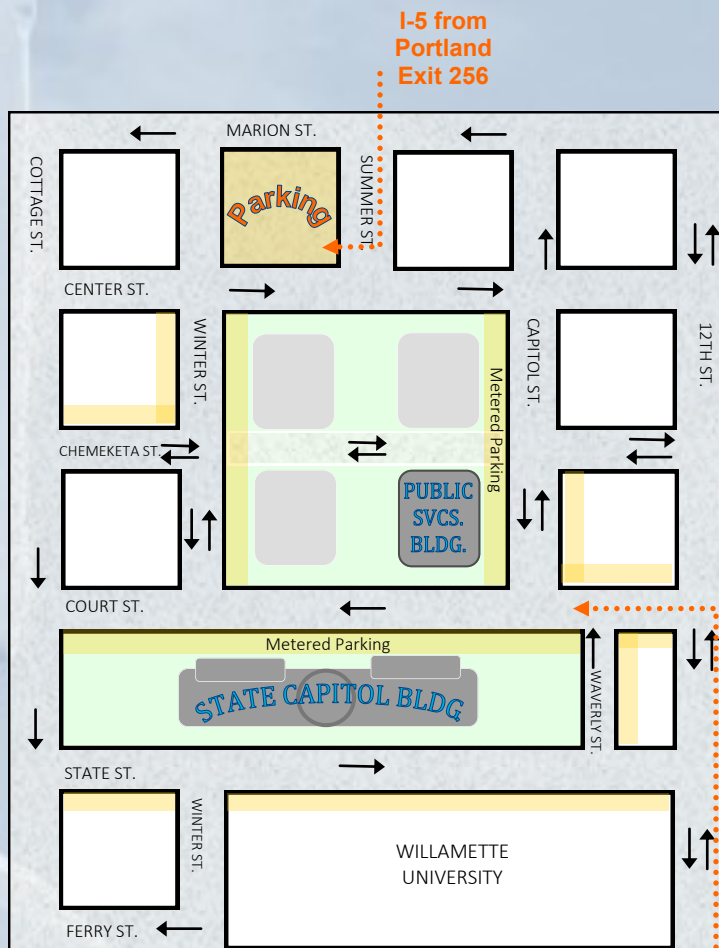 I-5 from
Portland
Exit 256
MARION ST.
COTTAGE ST.
Parking
SUMMER ST.
CENTER ST.
WINTER ST.
CAPITOL ST.
12TH ST.
Metered Parking
CHEMEKETA ST.
PUBLIC
SVCS.
BLDG.
COURT ST.
Metered Parking
STATE CAPITOL BLDG
WAVERLY ST.
STATE ST.
WINTER ST.
WILLAMETTE
UNIVERSITY
FERRY ST.